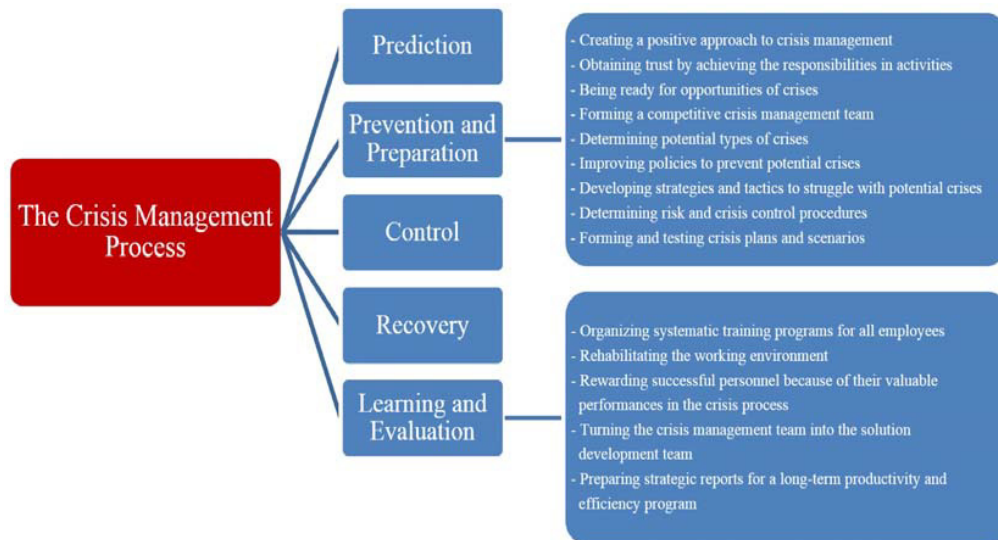 The Crisis Management
Process
Prediction
Prevention and
Preparation
Control
Recovery
Learning and
Evaluation
- Creating a positive approach to crisis management
- Obtaining trust by achieving the responsibilities in activities
- Being ready for opportunities of crises
- Forming a competitive crisis management team
- Determining potential types of crises
- Improving policies to prevent potential crises
- Developing strategies and tactics to struggle with potential crises
- Determining risk and crisis control procedures
- Forming and testing crisis plans and scenarios
- Organizing systematic training programs for all employees
- Rehabilitating the working environment
- Rewarding successful personnel because of their valuable
performances in the crisis process
- Turning the crisis management team into the solution
development team
- Preparing strategic reports for a long-term productivity and
efficiency program